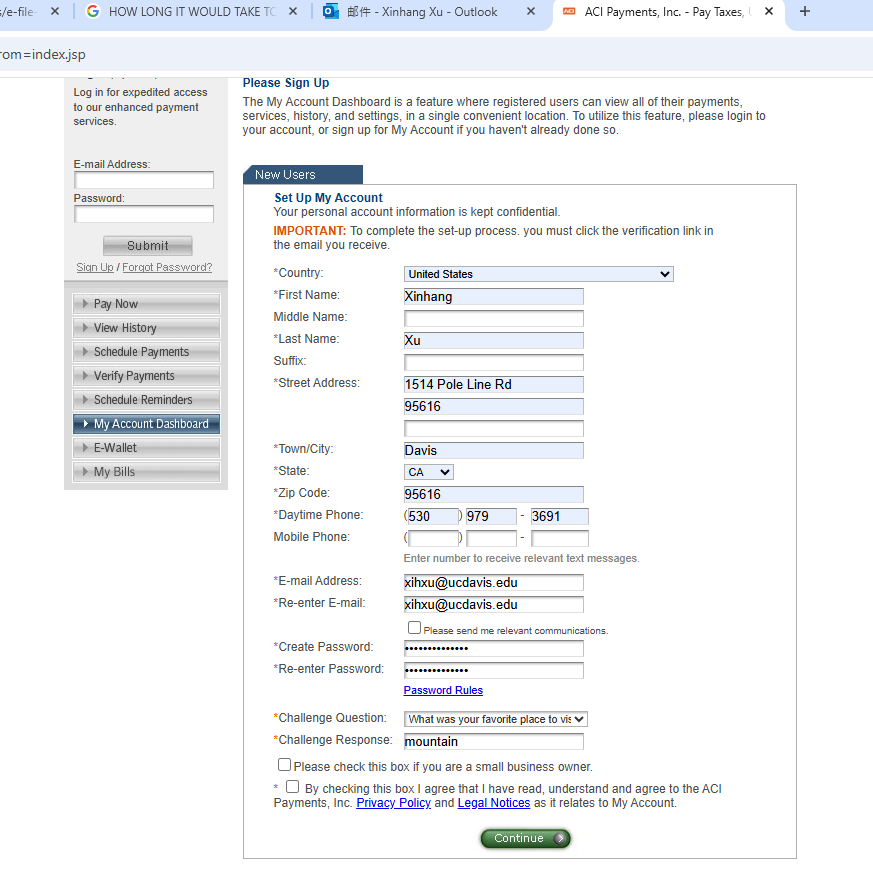 s/e-file-
HOW LONG IT WOULD TAKE TO
邮件 - Xinhang Xu - Outlook
ACI Payments, Inc. - Pay Taxes,
rom=index.jsp
Log in for expedited access
to our enhanced payment
services.
E-mail Address:
Password:
Submit
Sign Up / Forgot Password?
Pay Now
View History
Schedule Payments
Verify Payments
Schedule Reminders
My Account Dashboard
E-Wallet
My Bills
Please Sign Up
The My Account Dashboard is a feature where registered users can view all of their payments,
services, history, and settings, in a single convenient location. To utilize this feature, please login to
your account, or sign up for My Account if you haven't already done so.
New Users
Set Up My Account
Your personal account information is kept confidential.
IMPORTANT: To complete the set-up process. you must click the verification link in
the email you receive.
*Country: United States
*First Name: Xinhang
Middle Name:
*Last Name: Xu
Suffix:
*Street Address: 1514 Pole Line Rd
95616
*Town/City: Davis
*State: CA
*Zip Code: 95616
*Daytime Phone: (530) 979 - 3691
Mobile Phone: ( ) -
Enter number to receive relevant text messages.
*E-mail Address: xihxu@ucdavis.edu
*Re-enter E-mail: xihxu@ucdavis.edu
Please send me relevant communications.
*Create Password: ••••••••••••••
*Re-enter Password: ••••••••••••••
Password Rules
*Challenge Question: What was your favorite place to vis
*Challenge Response: mountain
Please check this box if you are a small business owner.
* By checking this box I agree that I have read, understand and agree to the ACI
Payments, Inc. Privacy Policy and Legal Notices as it relates to My Account.
Continue